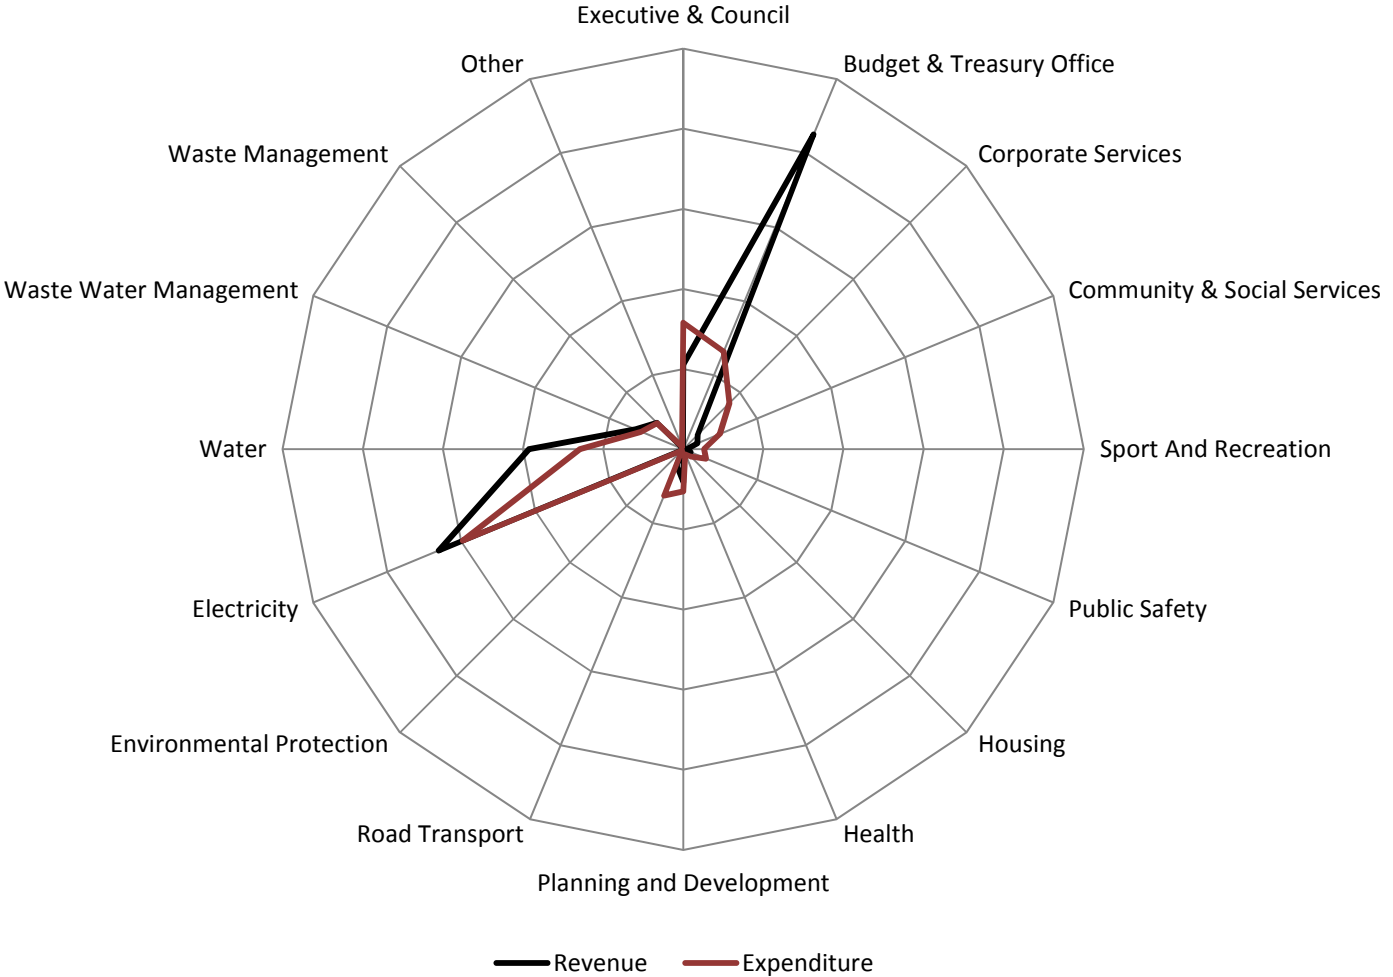 Executive & Council
Budget & Treasury Office
Corporate Services
Community & Social Services
Sport And Recreation
Public Safety
Housing
Health
Planning and Development
Road Transport
Environmental Protection
Electricity
Water
Waste Water Management
Waste Management
Other
Revenue
Expenditure